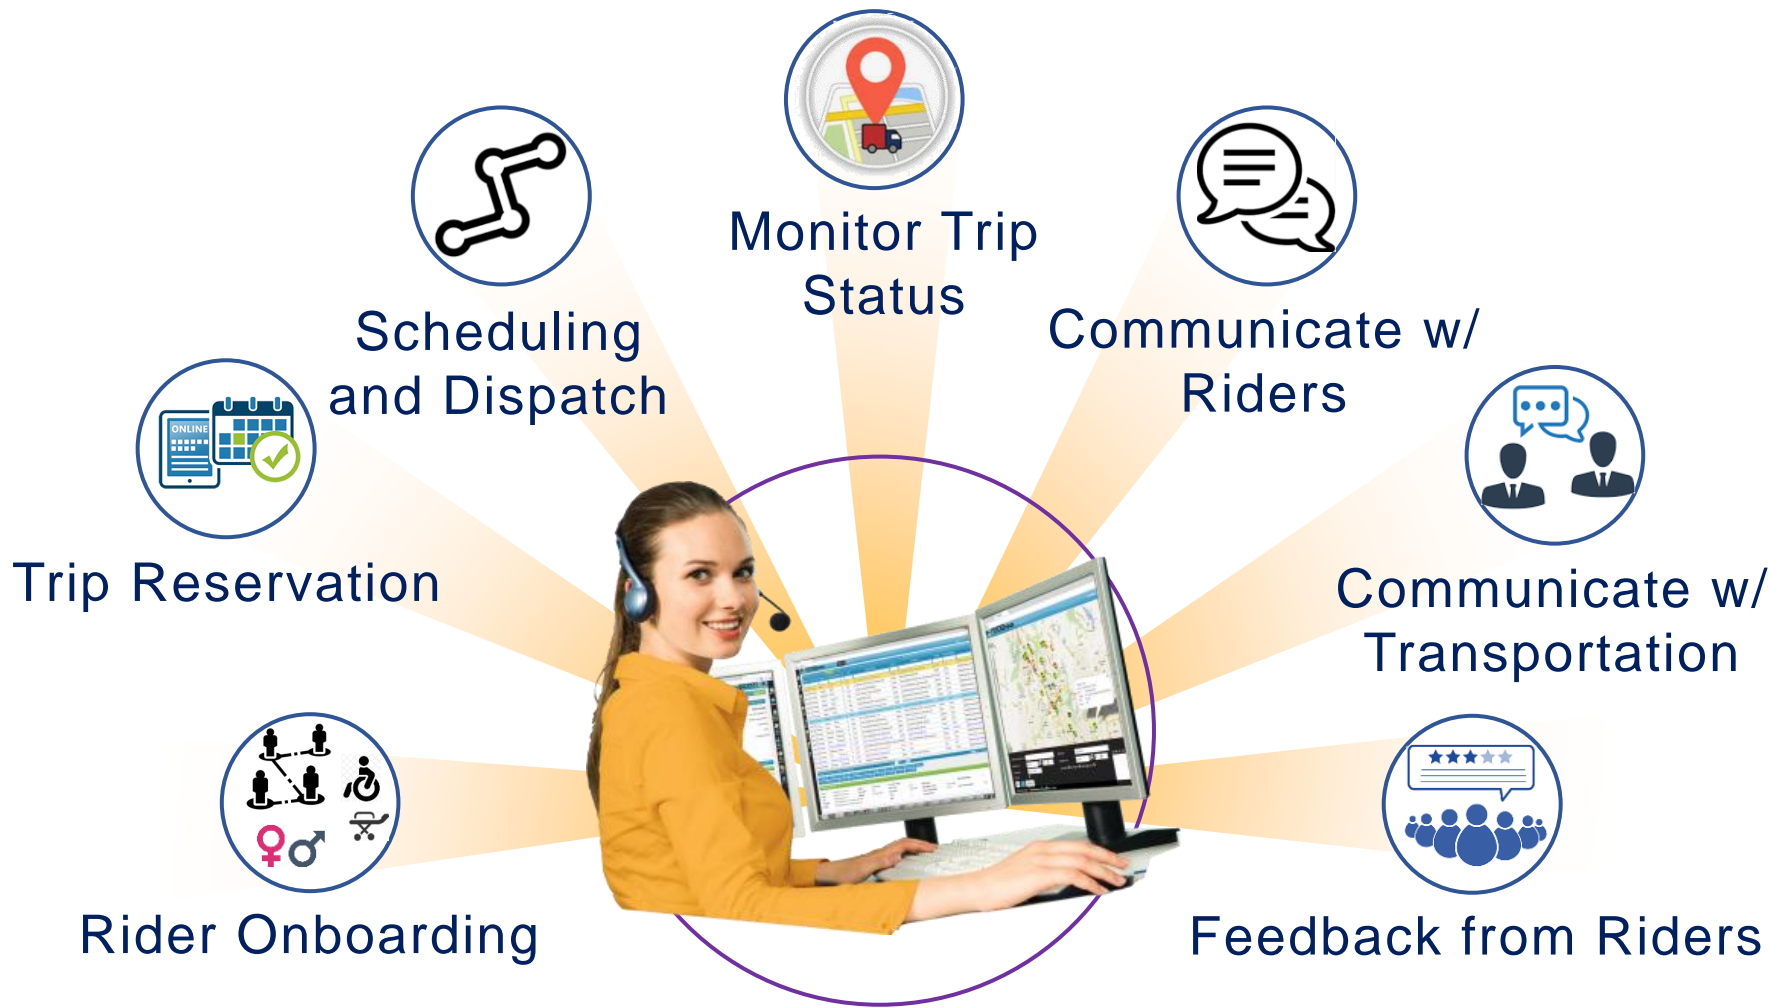 Monitor Trip
Status
Scheduling
and Dispatch
Communicate w/
Riders
ONLINE
Trip Reservation
Communicate w/
Transportation
Rider Onboarding
Feedback from Riders